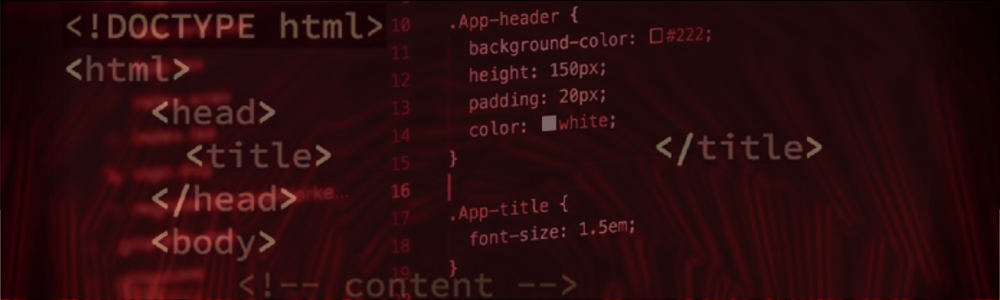 <!DOCTYPE html>
<html>
<head>
<title>
</title>
</head>
<body>
<!-- content -->
10 .App-header {
11 background-color: #222;
12 height: 150px;
13 padding: 20px;
14 color: white;
15 }
16
17 .App-title {
18 font-size: 1.5em;
19 }